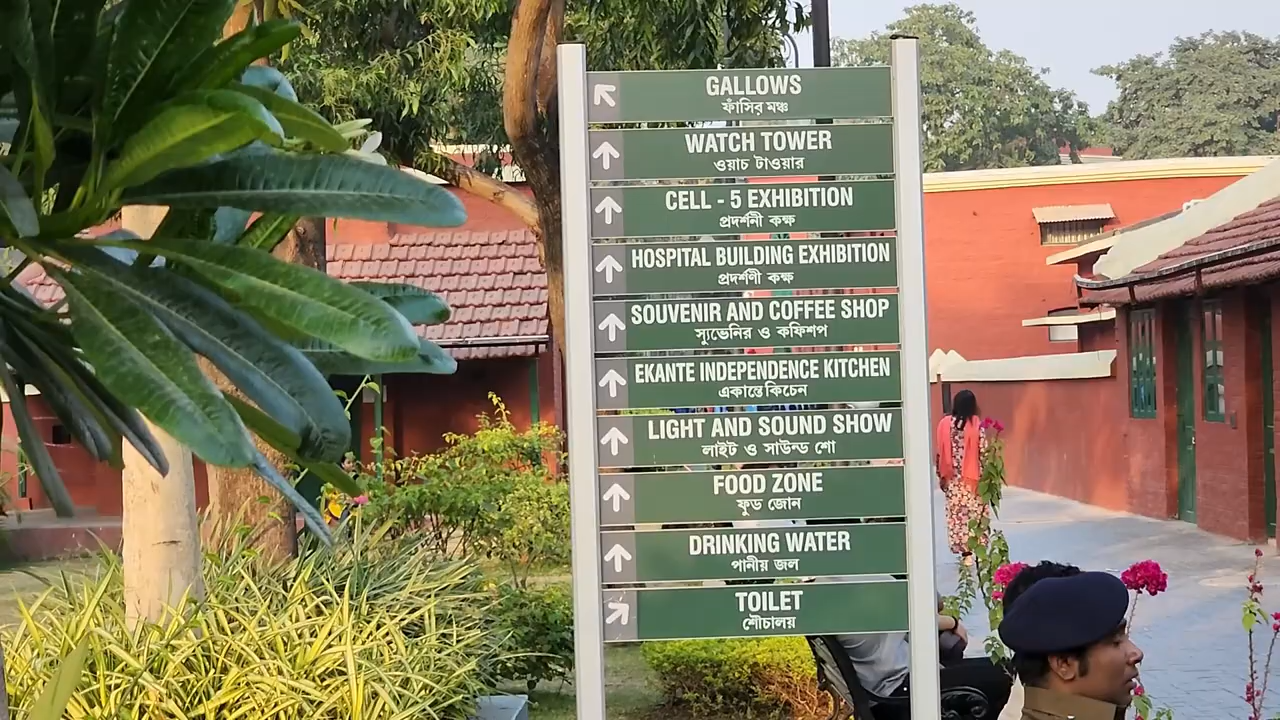 GALLOWS
ফাঁসির মঞ্চ
WATCH TOWER
ওয়াচ টাওয়ার
CELL - 5 EXHIBITION
প্রদর্শনী কক্ষ
HOSPITAL BUILDING EXHIBITION
প্রদর্শণী কক্ষ
SOUVENIR AND COFFEE SHOP
স্যুভেনির ও কফিশপ
EKANTE INDEPENDENCE KITCHEN
একান্তে কিচেন
LIGHT AND SOUND SHOW
লাইট ও সাউন্ড শো
FOOD ZONE
ফুড জোন
DRINKING WATER
পানীয় জল
TOILET
শৌচালয়